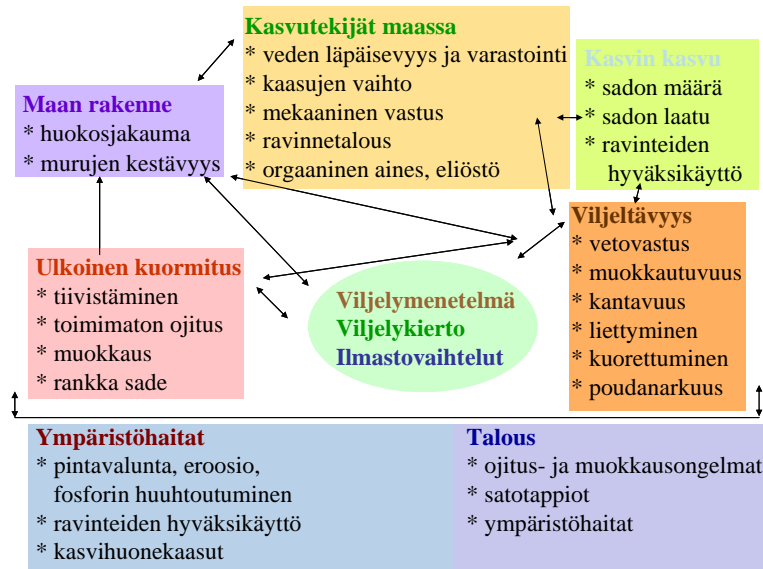 Kasvutekijät maassa
* veden läpäisevyys ja varastointi
* kaasujen vaihto
* mekaaninen vastus
* ravinnetalous
* orgaaninen aines, eliöstö
Kasvin kasvu
* sadon määrä
* sadon laatu
* ravinteiden
hyväksikäyttö
Maan rakenne
* huokosjakauma
* murujen kestävyys
Viljeltävyys
* vetovastus
* muokkautuvuus
* kantavuus
* liettyminen
* kuorettuminen
* poudanarkuus
Ulkoinen kuormitus
* tiivistäminen
* toimimaton ojitus
* muokkaus
* rankka sade
Viljelymenetelmä
Viljelykierto
Ilmastovaihtelut
Ympäristöhaitat
* pintavalunta, eroosio,
fosforin huuhtoutuminen
* ravinteiden hyväksikäyttö
* kasvihuonekaasut
Talous
* ojitus- ja muokkausongelmat
* satotappiot
* ympäristöhaitat